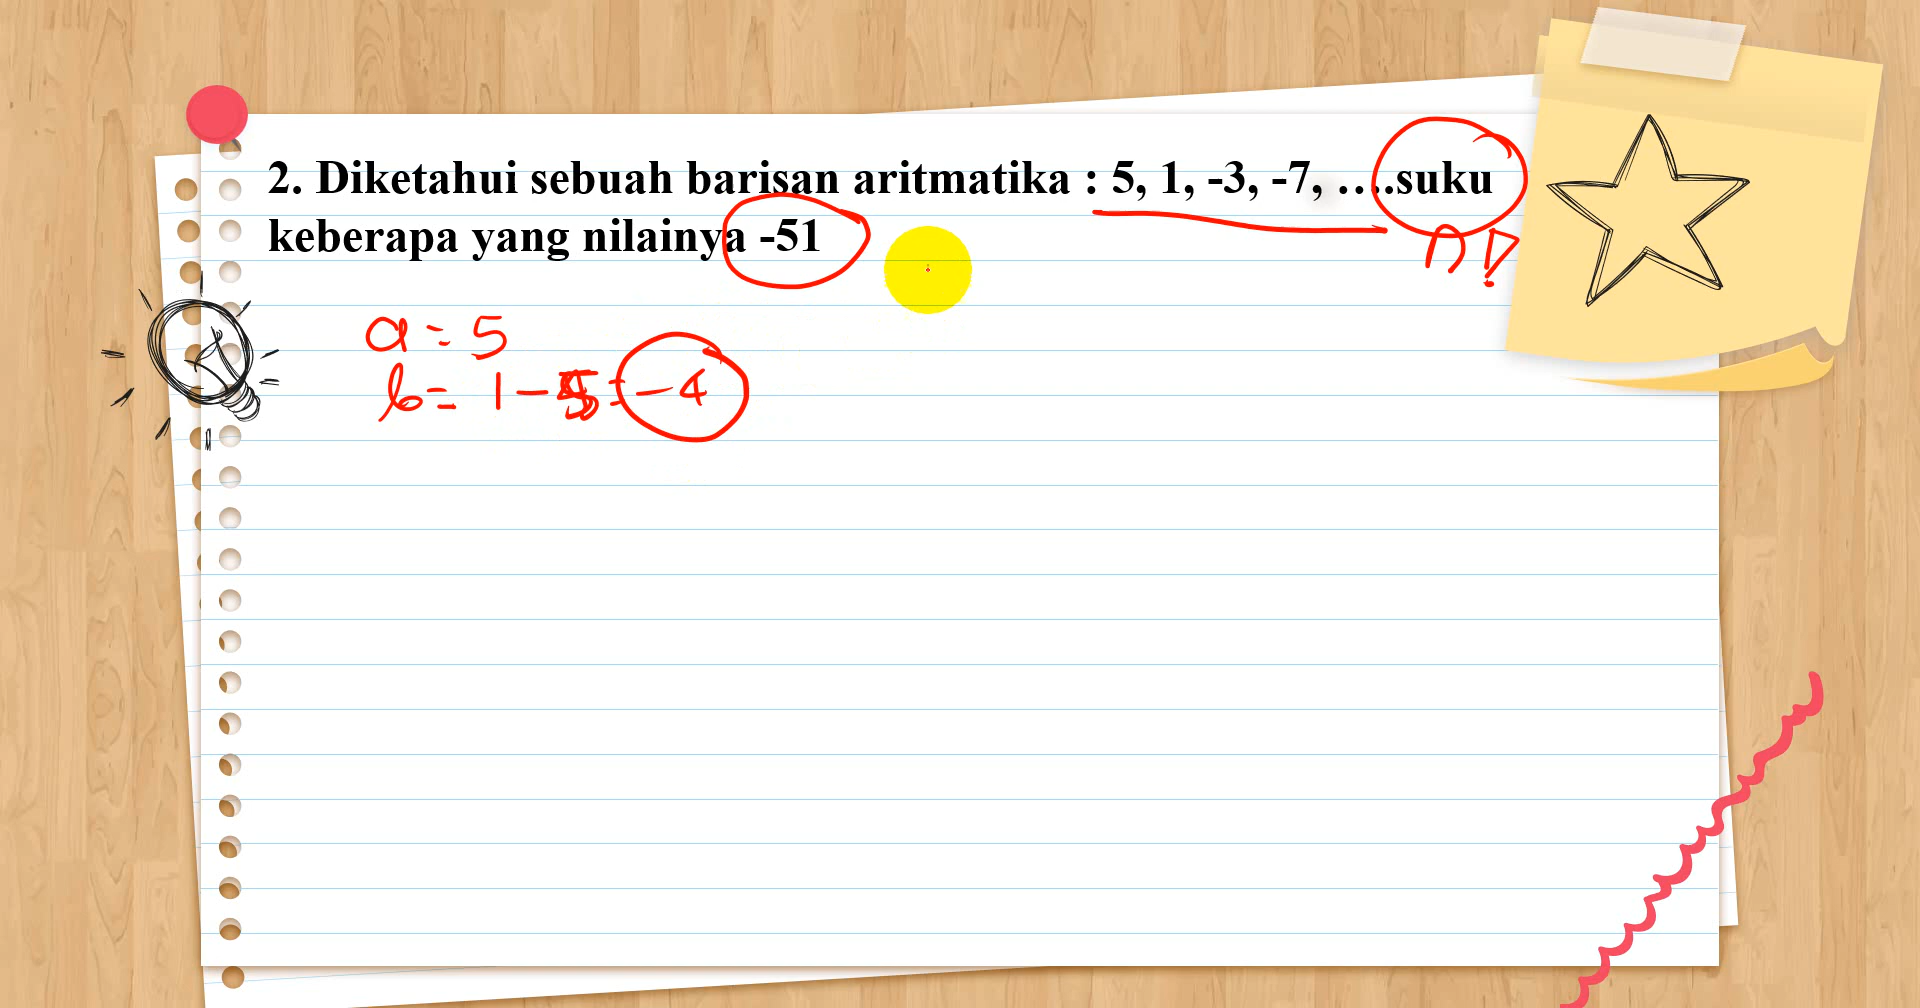 2. Diketahui sebuah barisan aritmatika : 5, 1, -3, -7, ….suku
keberapa yang nilainya -51
n?
a = 5
b = 1 - 5 = -4